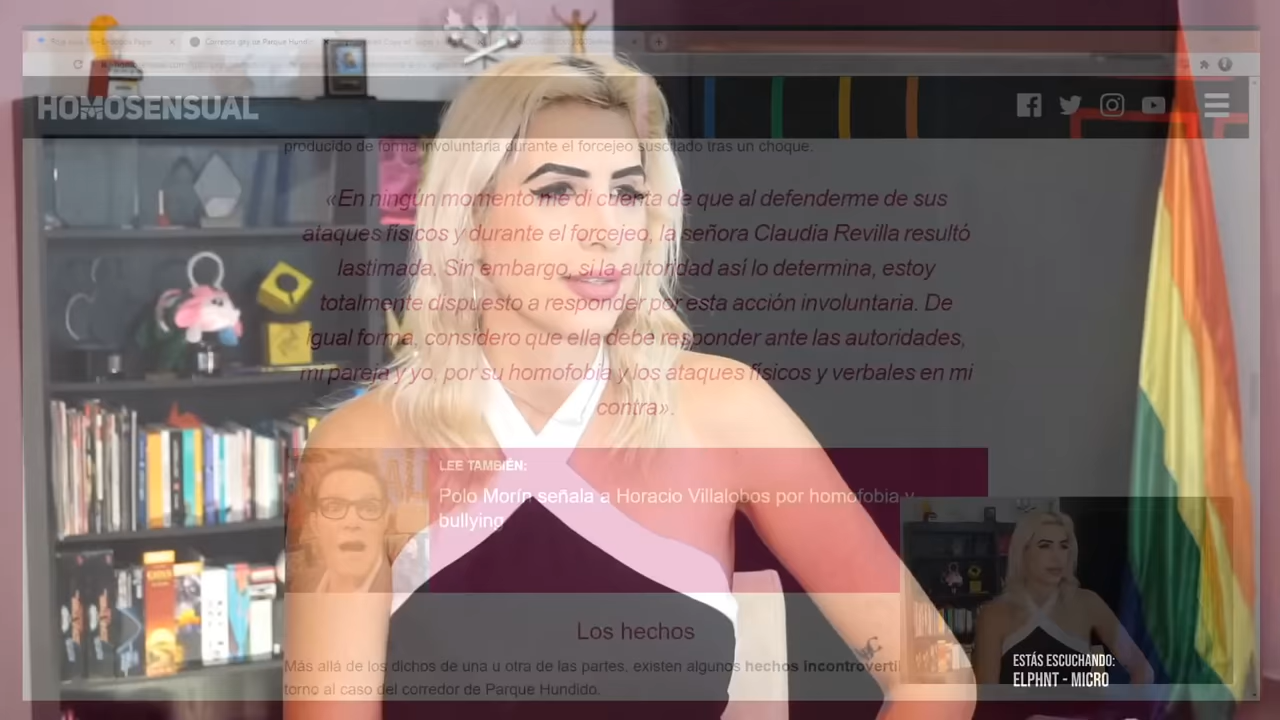 Corredor gay de Parque Hundi
HOMOSENSUAL
producido de forma involuntaria durante el forcejeo suscitado tras un choque.
«En ningún momento me di cuenta de que al defenderme de sus
ataques físicos y durante el forcejeo, la señora Claudia Revilla resultó
lastimada. Sin embargo, si la autoridad así lo determina, estoy
totalmente dispuesto a responder por esta acción involuntaria. De
igual forma, considero que ella debe responder ante las autoridades,
mi pareja y yo, por su homofobia y los ataques físicos y verbales en mi
contra».
LEE TAMBIÉN:
Polo Morín señala a Horacio Villalobos por homofobia y
bullying
Los hechos
Más allá de los dichos de una u otra de las partes, existen algunos hechos incontroverti
torno al caso del corredor de Parque Hundido.
ESTÁS ESCUCHANDO:
ELPHNT - MICRO